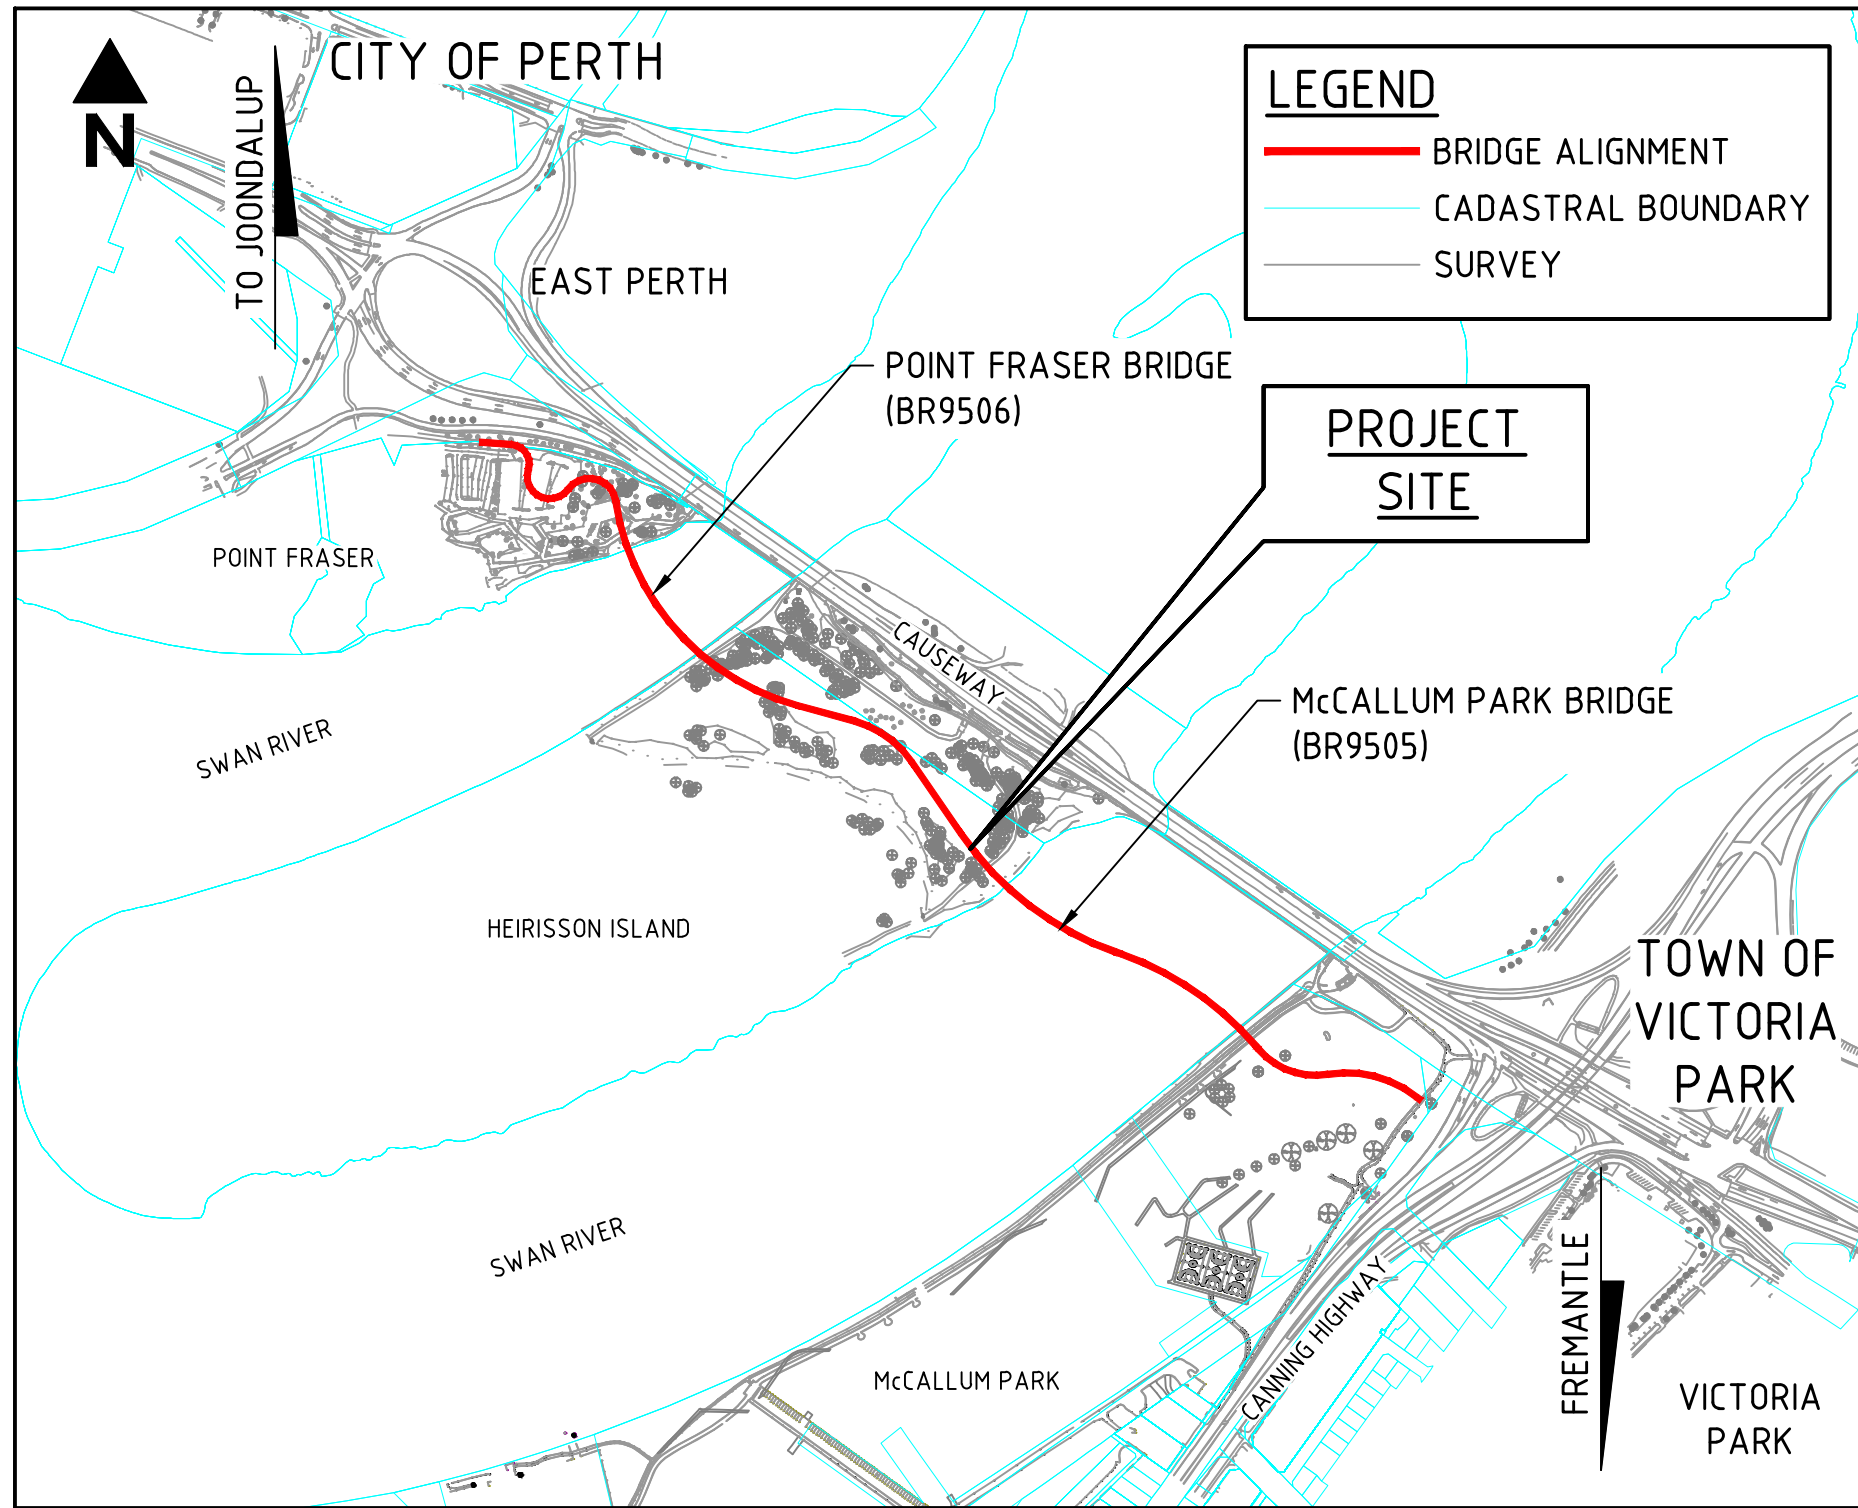 CITY OF PERTH
N
TO JOONDALUP
LEGEND
BRIDGE ALIGNMENT
CADASTRAL BOUNDARY
SURVEY
EAST PERTH
POINT FRASER BRIDGE
(BR9506)
PROJECT
SITE
POINT FRASER
CAUSEWAY
McCALLUM PARK BRIDGE
(BR9505)
SWAN RIVER
HEIRISSON ISLAND
TOWN OF
VICTORIA
PARK
SWAN RIVER
CANNING HIGHWAY
FREMANTLE
McCALLUM PARK
VICTORIA
PARK